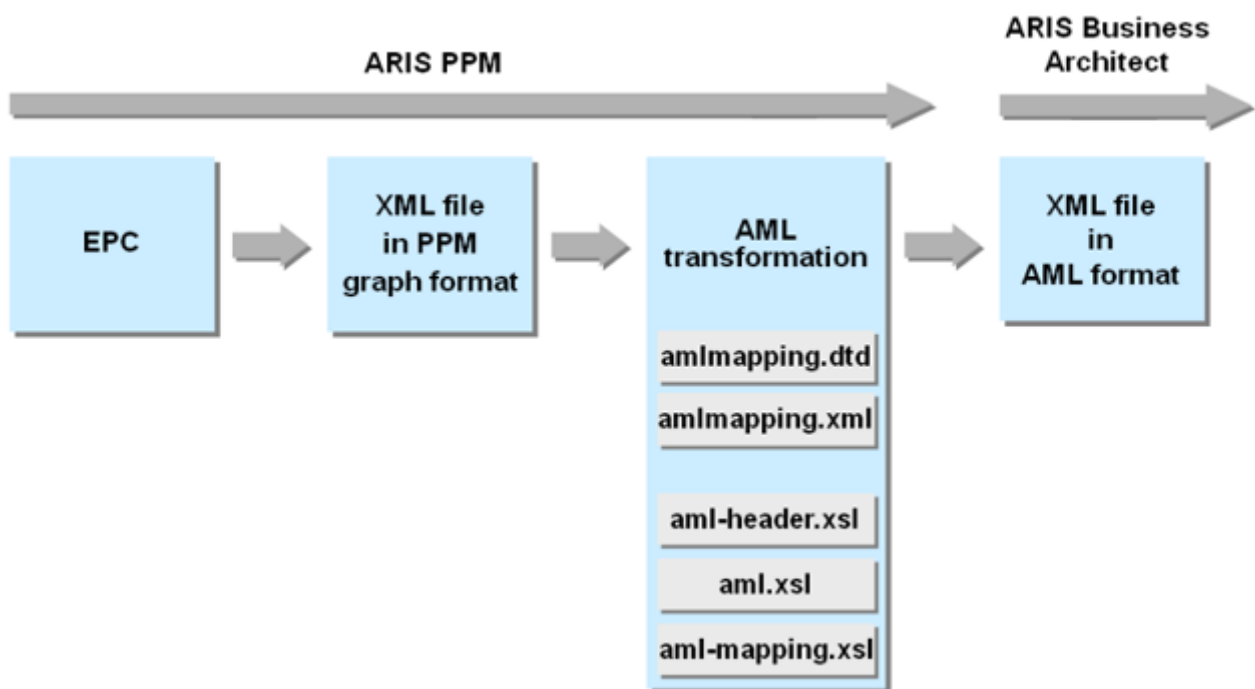 ARIS PPM
ARIS Business
Architect
EPC
XML file
in PPM
graph format
AML
transformation
XML file
in
AML format
amlmapping.dtd
amlmapping.xml
aml-header.xsl
aml.xsl
aml-mapping.xsl